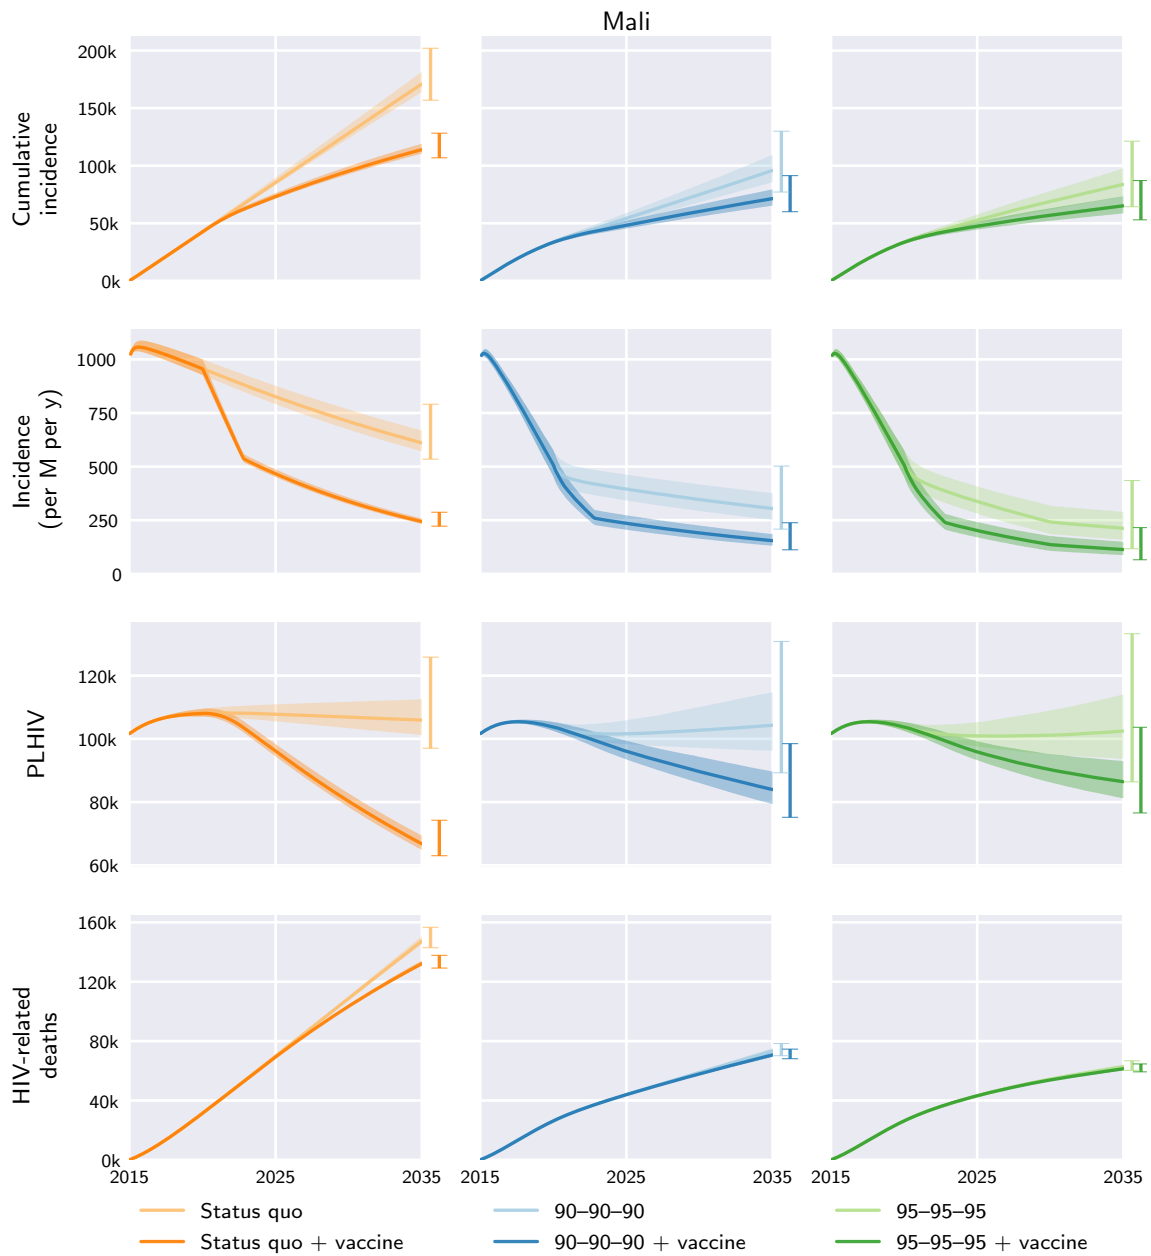 Mali
Cumulative
incidence
200k
150k
100k
50k
0k
Incidence
(per M per y)
1000
750
500
250
0
PLHIV
120k
100k
80k
60k
HIV-related
deaths
160k
120k
80k
40k
0k
2015 2025 2035 2015 2025 2035 2015 2025 2035
Status quo 90–90–90 95–95–95
Status quo + vaccine 90–90–90 + vaccine 95–95–95 + vaccine